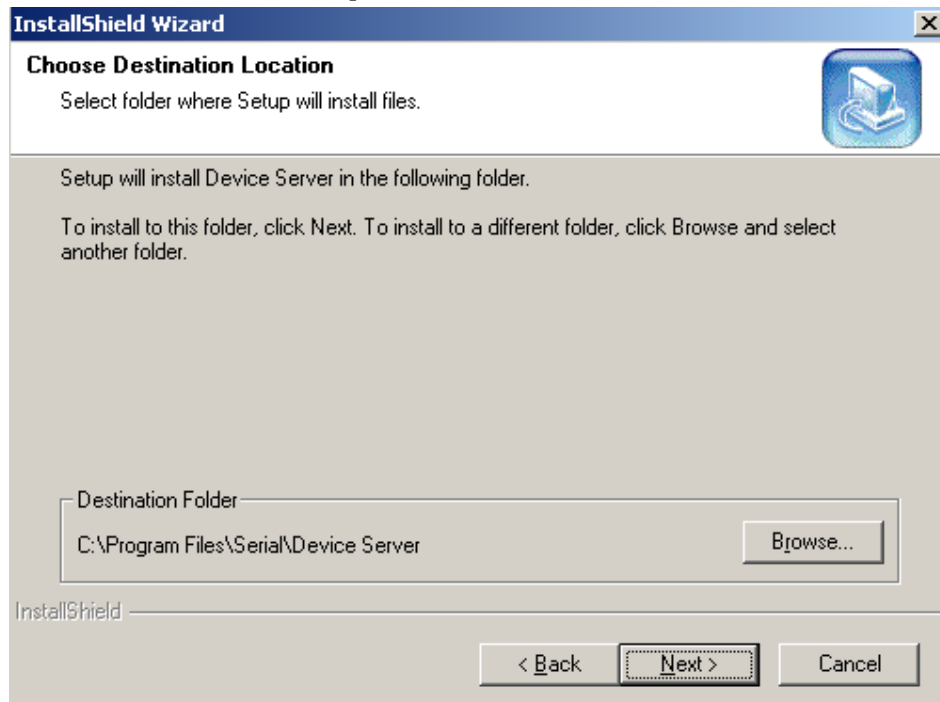 InstallShield Wizard
Choose Destination Location
Select folder where Setup will install files.
Setup will install Device Server in the following folder.
To install to this folder, click Next. To install to a different folder, click Browse and select
another folder.
Destination Folder
C:\Program Files\Serial\Device Server
Browse...
InstallShield
< Back
Next >
Cancel